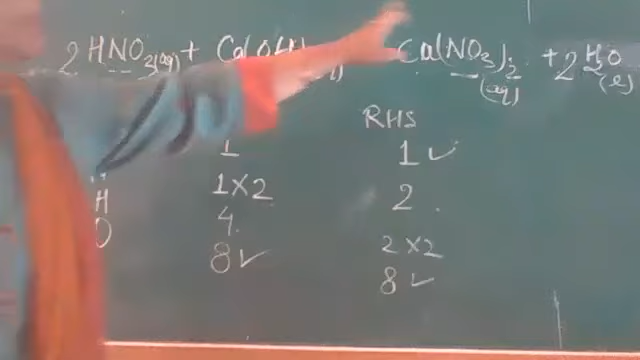 2HNO3(aq) + Ca(OH) Ca(NO3)2 (aq) + 2H2O (l)
RHS
1 1 ✓
1×2 2
H 4
O 2×2
8 ✓ 8 ✓